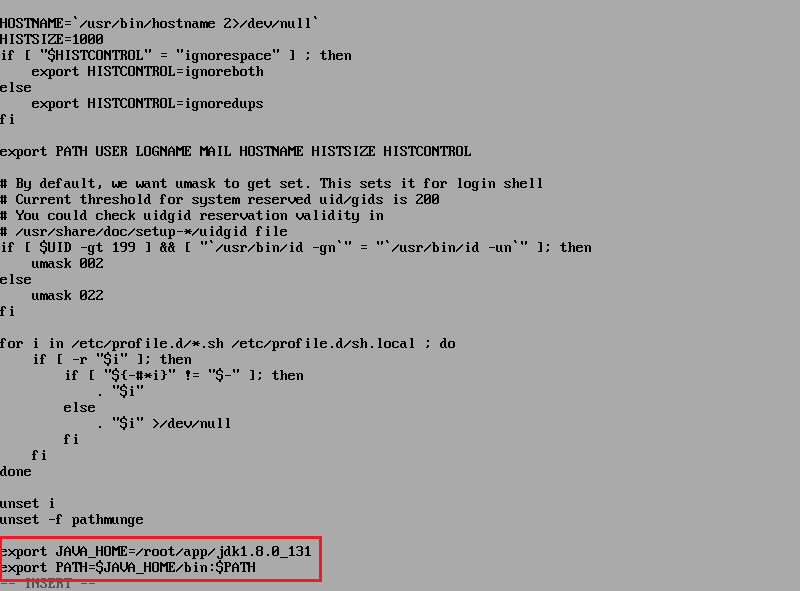 HOSTNAME=`/usr/bin/hostname 2>/dev/null`
HISTSIZE=1000
if [ "$HISTCONTROL" = "ignorespace" ] ; then
    export HISTCONTROL=ignoreboth
else
    export HISTCONTROL=ignoredups
fi

export PATH USER LOGNAME MAIL HOSTNAME HISTSIZE HISTCONTROL

# By default, we want umask to get set. This sets it for login shell
# Current threshold for system reserved uid/gids is 200
# You could check uidgid reservation validity in
# /usr/share/doc/setup-*/uidgid file
if [ $UID -gt 199 ] && [ "`/usr/bin/id -gn`" = "`/usr/bin/id -un`" ]; then
    umask 002
else
    umask 022
fi

for i in /etc/profile.d/*.sh /etc/profile.d/sh.local ; do
    if [ -r "$i" ]; then
        if [ "${-#*i}" != "$-" ]; then
            . "$i"
        else
            . "$i" >/dev/null
        fi
    fi
done

unset i
unset -f pathmunge

export JAVA_HOME=/root/app/jdk1.8.0_131
export PATH=$JAVA_HOME/bin:$PATH
-- INSERT --